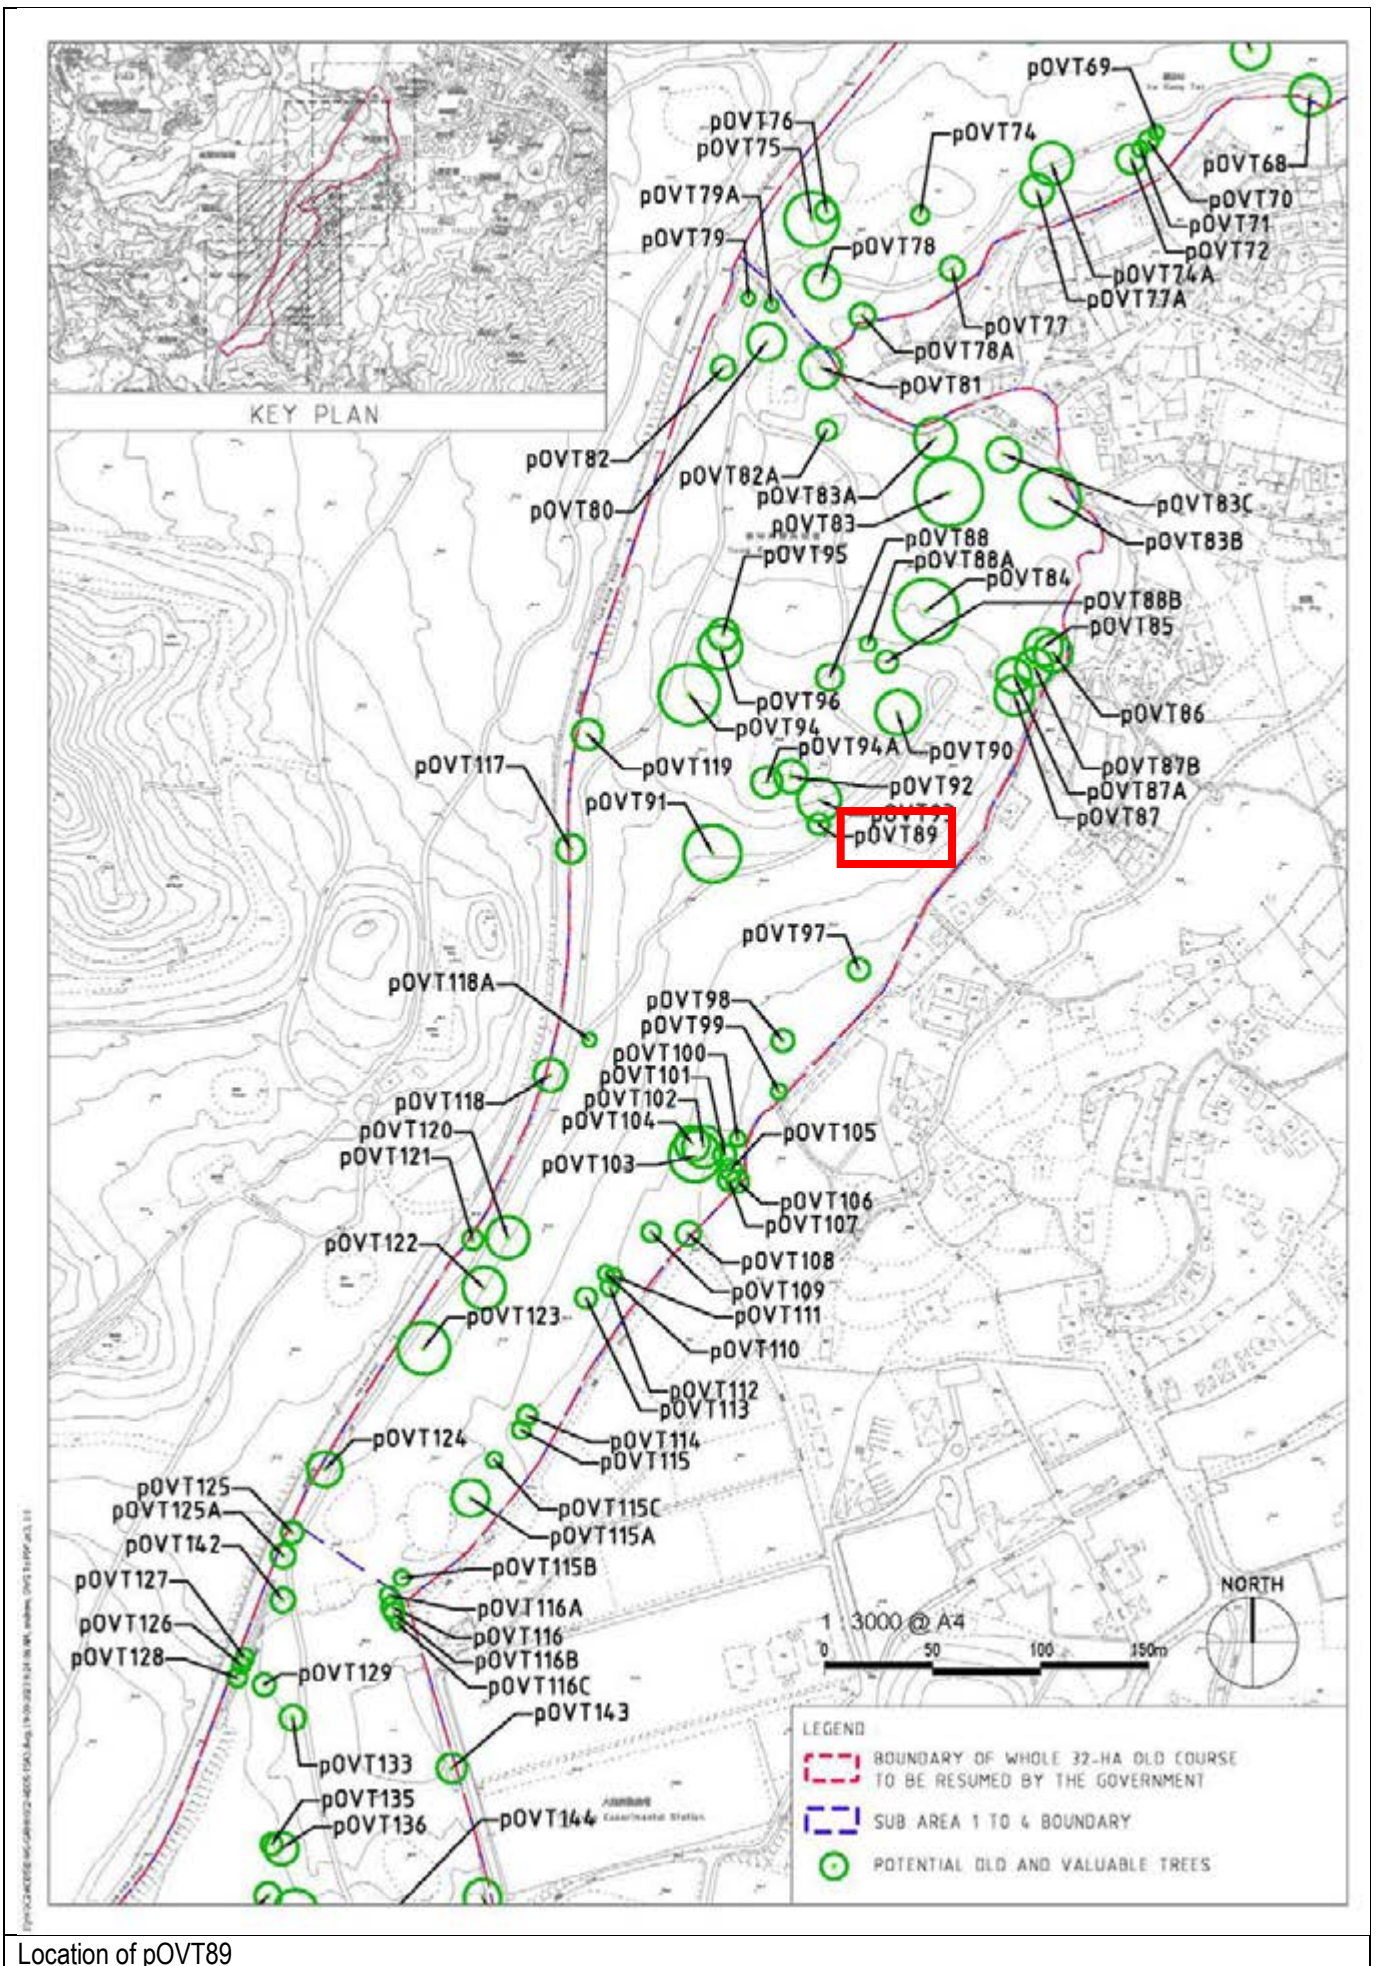 pOVT69
pOVT76
pOVT74
pOVT75
pOVT68
pOVT79A
pOVT70
pOVT71
pOVT79
pOVT78
pOVT72
pOVT74A
pOVT77A
pOVT77
pOVT78A
pOVT81
KEY PLAN
pOVT82
pOVT82A
pOVT83A
pOVT83C
pOVT80
pOVT83
pOVT88
pOVT83B
pOVT95
pOVT88A
pOVT84
pOVT88B
pOVT85
pOVT96
pOVT86
pOVT94
pOVT94A
pOVT90
pOVT119
pOVT117
pOVT87B
pOVT92
pOVT87A
pOVT91
pOVT93
pOVT87
pOVT89
pOVT97
pOVT118A
pOVT98
pOVT99
pOVT100
pOVT101
pOVT118
pOVT102
pOVT104
pOVT120
pOVT105
pOVT121
pOVT103
pOVT106
pOVT107
pOVT122
pOVT108
pOVT109
pOVT123
pOVT111
pOVT110
pOVT112
pOVT113
pOVT124
pOVT114
pOVT115
pOVT125
pOVT125A
pOVT115C
pOVT115A
pOVT142
pOVT115B
pOVT127
NORTH
pOVT116A
pOVT126
1 : 3000 @ A4
pOVT116
0 50 100 150m
pOVT128
pOVT116B
pOVT129
pOVT116C
pOVT143
LEGEND
BOUNDARY OF WHOLE 32-HA OLD COURSE
TO BE RESUMED BY THE GOVERNMENT
pOVT133
pOVT135
pOVT144
Experimental Station
pOVT136
SUB AREA 1 TO 4 BOUNDARY
POTENTIAL OLD AND VALUABLE TREES
Location of pOVT89